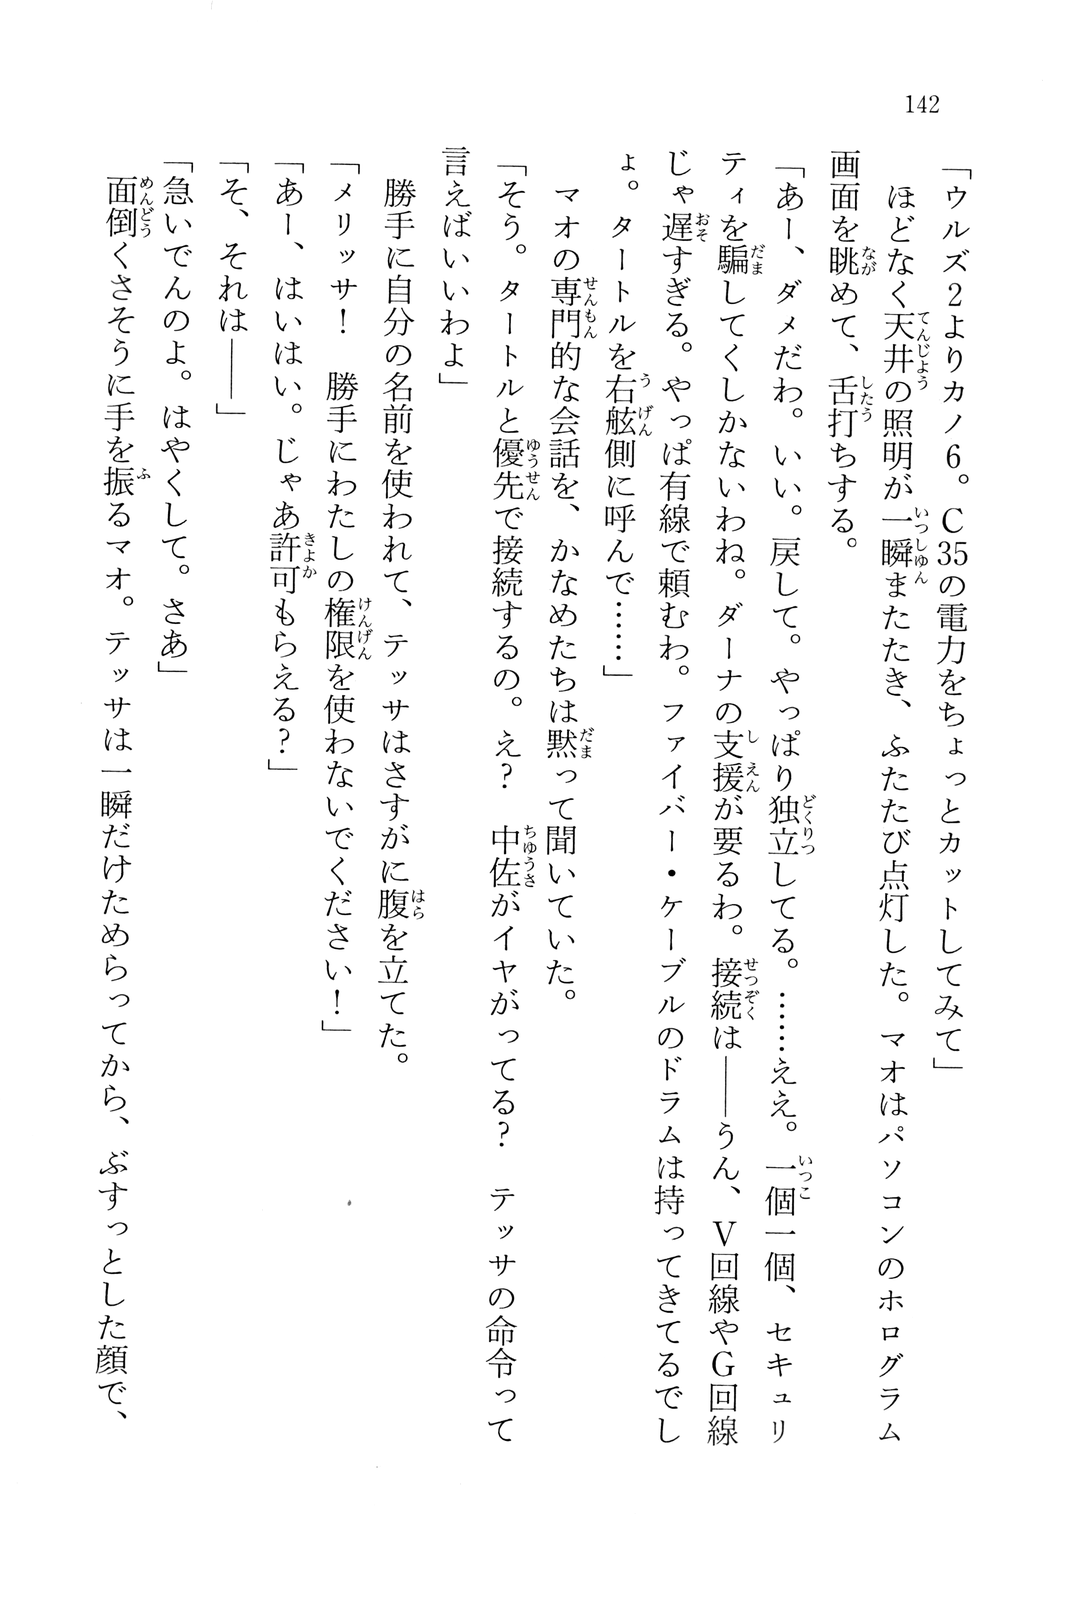 142
「ウルズ2よりカノ6。C35の電力をちょっとカットしてみて」
ほどなく天井の照明が一瞬またたき、ふたたび点灯した。マオはパソコンのホログラム
画面を眺めて、舌打ちする。
「あー、ダメだわ。いい。戻して。やっぱり独立してる。……ええ。一個一個、セキュリ
ティを騙してくしかないわね。ダーナの支援が要るわ。接続は――うん、V回線やG回線
じゃ遅すぎる。やっぱ有線で頼むわ。ファイバー・ケーブルのドラムは持ってきてるでし
ょ。タートルを右舷側に呼んで……」
マオの専門的な会話を、かなめたちは黙って聞いていた。
「そう。タートルと優先で接続するの。え？　中佐がイヤがってる？　テッサの命令って
言えばいいわよ」
勝手に自分の名前を使われて、テッサはさすがに腹を立てた。
「メリッサ！　勝手にわたしの権限を使わないでください！」
「あー、はいはい。じゃあ許可もらえる？」
「そ、それは――」
「急いでんのよ。はやくして。さあ」
面倒くさそうに手を振るマオ。テッサは一瞬だけためらってから、ぶすっとした顔で、